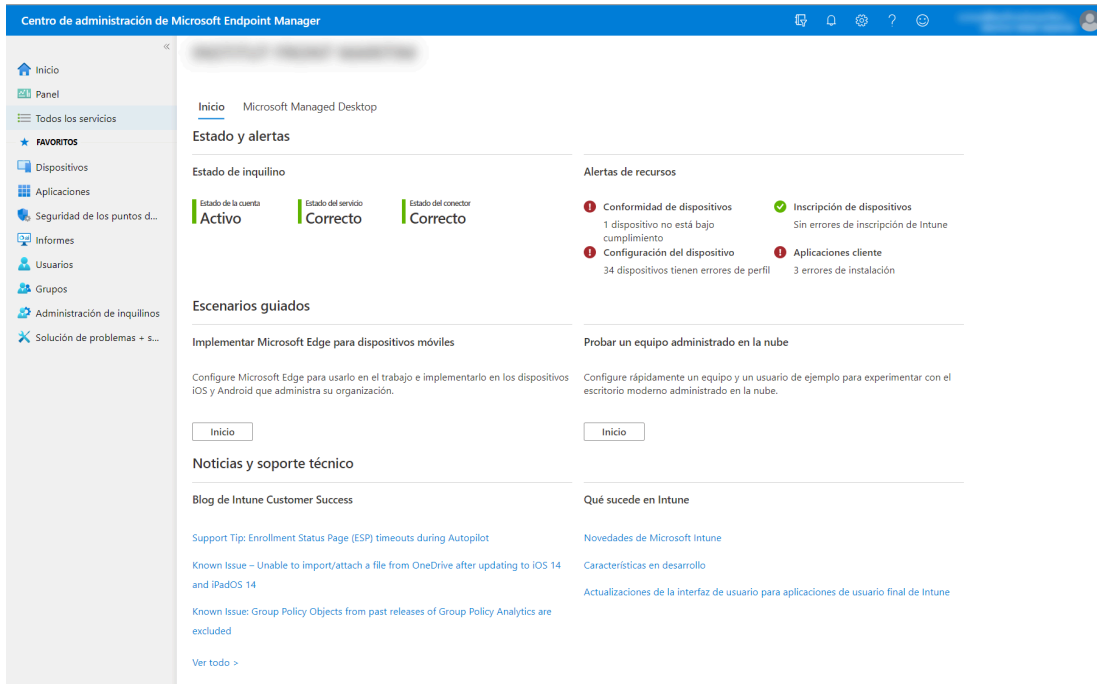 Centro de administración de Microsoft Endpoint Manager
Inicio
Panel
Todos los servicios
FAVORITOS
Dispositivos
Aplicaciones
Seguridad de los puntos d...
Informes
Usuarios
Grupos
Administración de inquilinos
Solución de problemas + s...
Inicio
Microsoft Managed Desktop
Estado y alertas
Estado de inquilino
Estado de la cuenta
Activo
Estado del servicio
Correcto
Estado del conector
Correcto
Alertas de recursos
Conformidad de dispositivos
1 dispositivo no está bajo
cumplimiento
Inscripción de dispositivos
Sin errores de inscripción de Intune
Configuración del dispositivo
34 dispositivos tienen errores de perfil
Aplicaciones cliente
3 errores de instalación
Escenarios guiados
Implementar Microsoft Edge para dispositivos móviles
Configure Microsoft Edge para usarlo en el trabajo e implementarlo en los dispositivos
iOS y Android que administra su organización.
Inicio
Probar un equipo administrado en la nube
Configure rápidamente un equipo y un usuario de ejemplo para experimentar con el
escritorio moderno administrado en la nube.
Inicio
Noticias y soporte técnico
Blog de Intune Customer Success
Support Tip: Enrollment Status Page (ESP) timeouts during Autopilot
Known Issue – Unable to import/attach a file from OneDrive after updating to iOS 14
and iPadOS 14
Known Issue: Group Policy Objects from past releases of Group Policy Analytics are
excluded
Ver todo >
Qué sucede en Intune
Novedades de Microsoft Intune
Características en desarrollo
Actualizaciones de la interfaz de usuario para aplicaciones de usuario final de Intune